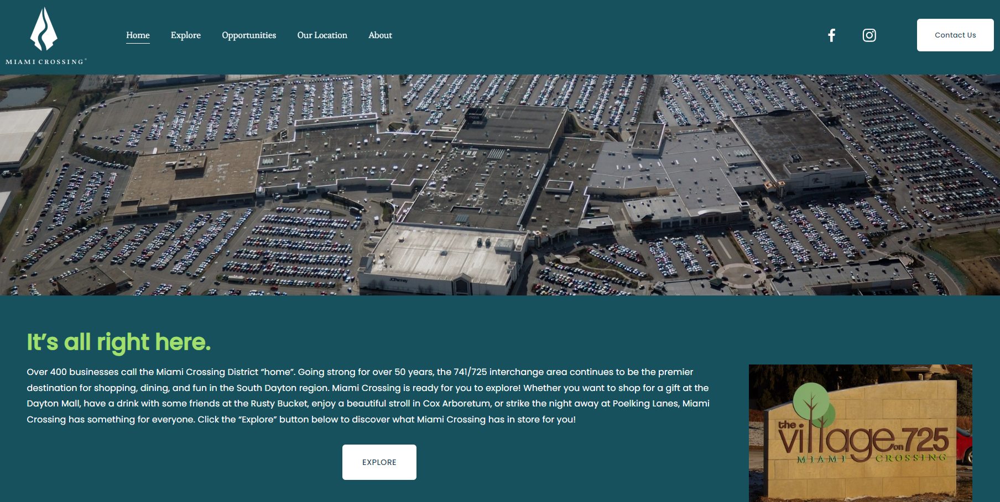 MIAMI CROSSING®
Home
Explore
Opportunities
Our Location
About
Contact Us
JCPenney
It’s all right here.
Over 400 businesses call the Miami Crossing District “home”. Going strong for over 50 years, the 741/725 interchange area continues to be the premier
destination for shopping, dining, and fun in the South Dayton region. Miami Crossing is ready for you to explore! Whether you want to shop for a gift at the
Dayton Mall, have a drink with some friends at the Rusty Bucket, enjoy a beautiful stroll in Cox Arboretum, or strike the night away at Poelking Lanes, Miami
Crossing has something for everyone. Click the “Explore” button below to discover what Miami Crossing has in store for you!
EXPLORE
the
village on 725
MIAMI CROSSING